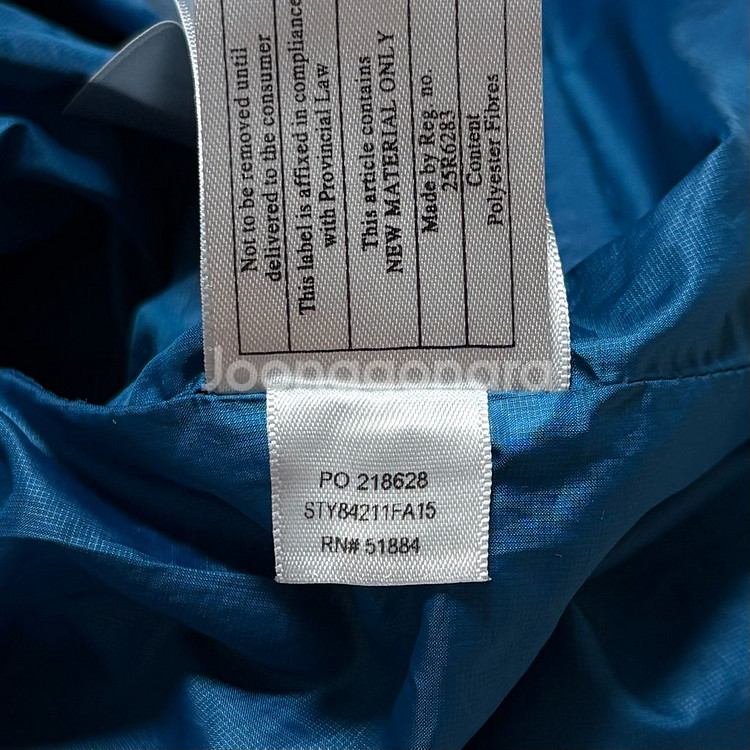 Not to be removed until
delivered to the consumer
This label is affixed in compliance
with Provincial Law
This article contains
NEW MATERIAL ONLY
Made by Reg. no.
25R6283
Content
Polyester Fibres
Joonggonara
PO 218628
STY84211FA15
RN# 51884